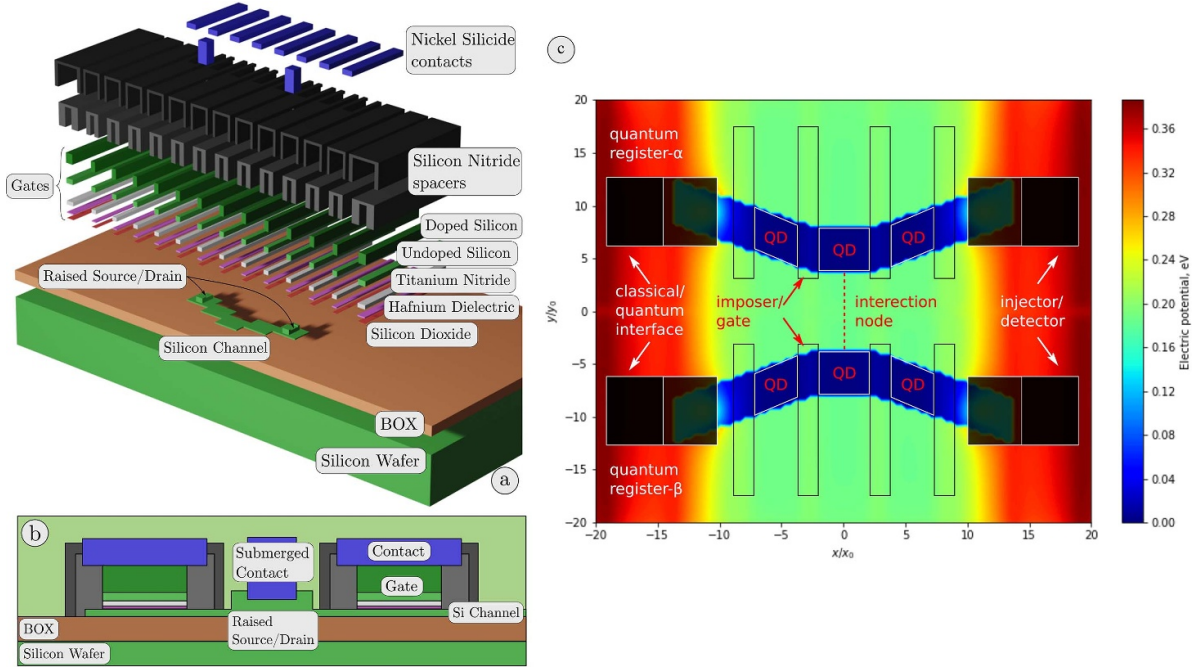 Nickel Silicide
contacts
Gates
Silicon Nitride
spacers
Doped Silicon
Undoped Silicon
Titanium Nitride
Hafnium Dielectric
Silicon Dioxide
Raised Source/Drain
Silicon Channel
BOX
Silicon Wafer
a
b
Contact
Submerged
Contact
Gate
Si Channel
Raised
Source/Drain
BOX
Silicon Wafer
c
20
15
10
5
0
−5
−10
−15
−20
y/y₀
quantum
register-α
QD
QD
QD
classical/
quantum
interface
imposer/
gate
interection
node
injector/
detector
QD
QD
QD
quantum
register-β
−20
−15
−10
−5
0
5
10
15
20
x/x₀
0.36
0.32
0.28
0.24
0.20
0.16
0.12
0.08
0.04
0.00
Electric potential, eV